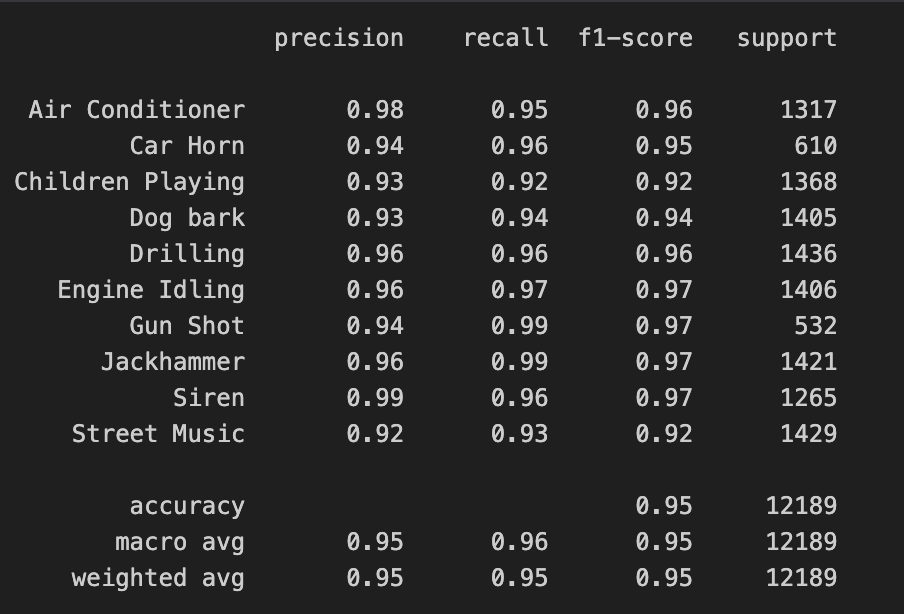 precision recall f1-score support
Air Conditioner 0.98 0.95 0.96 1317
Car Horn 0.94 0.96 0.95 610
Children Playing 0.93 0.92 0.92 1368
Dog bark 0.93 0.94 0.94 1405
Drilling 0.96 0.96 0.96 1436
Engine Idling 0.96 0.97 0.97 1406
Gun Shot 0.94 0.99 0.97 532
Jackhammer 0.96 0.99 0.97 1421
Siren 0.99 0.96 0.97 1265
Street Music 0.92 0.93 0.92 1429
accuracy 0.95 12189
macro avg 0.95 0.96 0.95 12189
weighted avg 0.95 0.95 0.95 12189